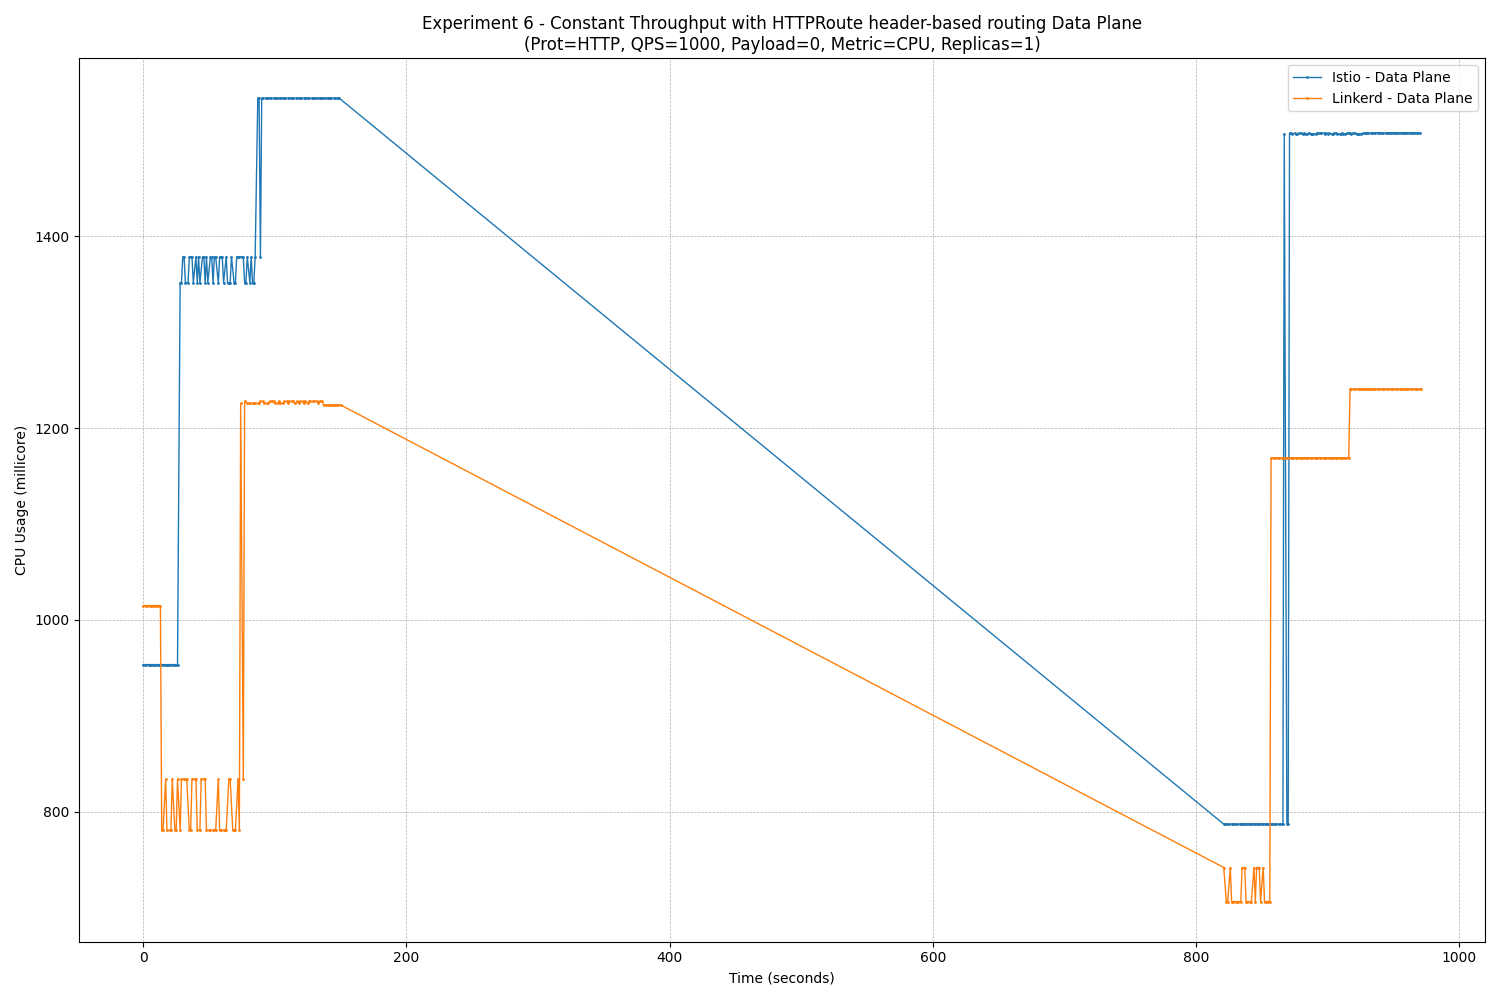 Experiment 6 - Constant Throughput with HTTPRoute header-based routing Data Plane
(Prot=HTTP, QPS=1000, Payload=0, Metric=CPU, Replicas=1)
Istio - Data Plane
Linkerd - Data Plane
CPU Usage (millicore)
1400
1200
1000
800
0
200
400
600
800
1000
Time (seconds)